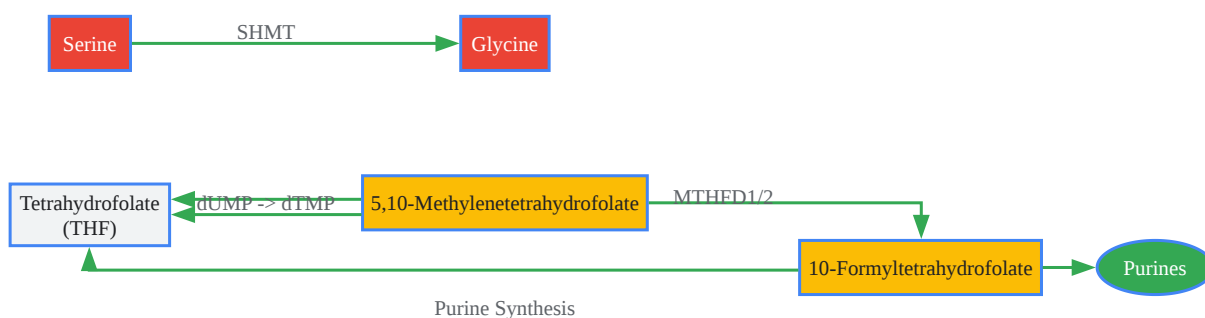 SHMT
Serine
Glycine
dUMP -> dTMP
MTHFD1/2
Tetrahydrofolate
(THF)
5,10-Methylenetetrahydrofolate
10-Formyltetrahydrofolate
Purines
Purine Synthesis